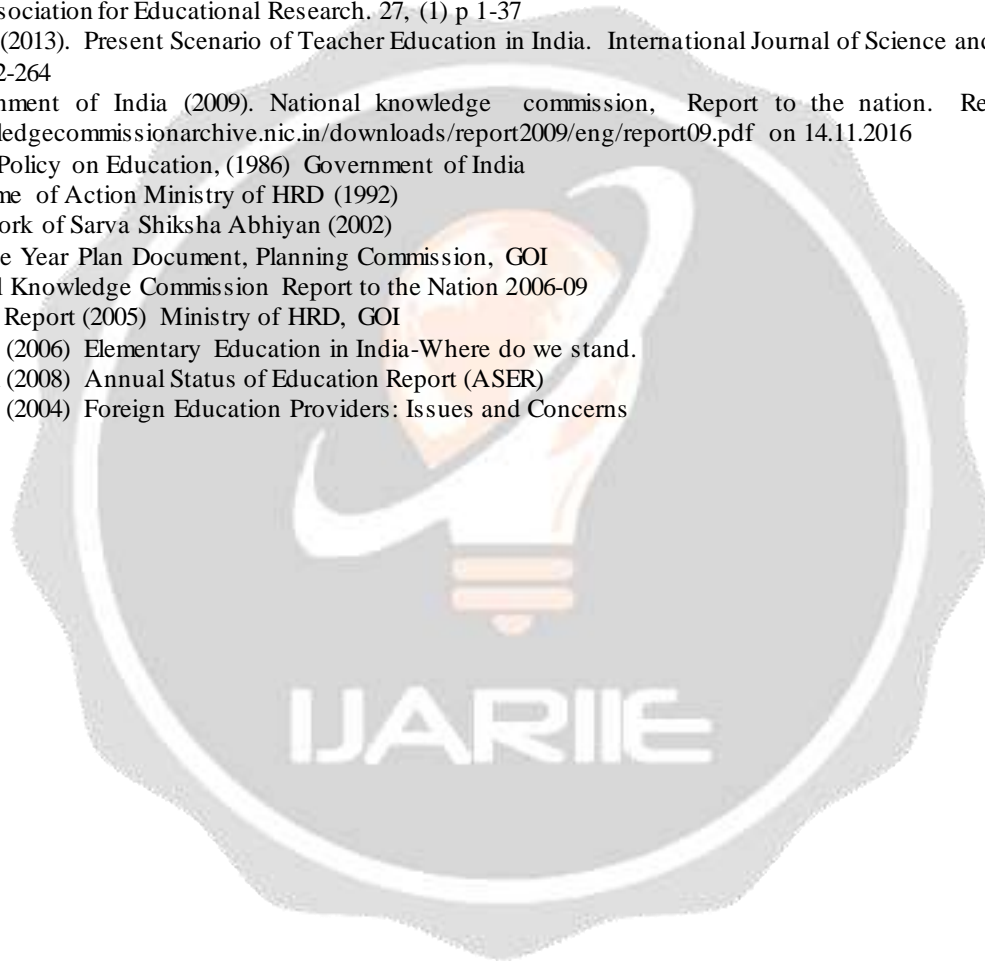 sociation for Educational Research. 27, (1) p 1-37
(2013). Present Scenario of Teacher Education in India. International Journal of Science and
2-264
nment of India (2009). National knowledge commission, Report to the nation. Re
ledgecommissionarchive.nic.in/downloads/report2009/eng/report09.pdf on 14.11.2016
Policy on Education, (1986) Government of India
me of Action Ministry of HRD (1992)
ork of Sarva Shiksha Abhiyan (2002)
e Year Plan Document, Planning Commission, GOI
l Knowledge Commission Report to the Nation 2006-09
Report (2005) Ministry of HRD, GOI
(2006) Elementary Education in India-Where do we stand.
(2008) Annual Status of Education Report (ASER)
(2004) Foreign Education Providers: Issues and Concerns
IJARIIE